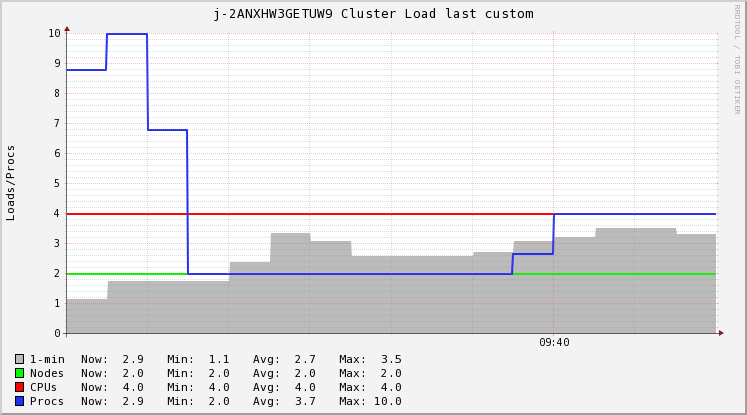 j-2ANXHW3GETUW9 Cluster Load last custom
RRDTOOL / TOBI OETIKER
Loads/Procs
10
9
8
7
6
5
4
3
2
1
0
09:40
1-min Now: 2.9 Min: 1.1 Avg: 2.7 Max: 3.5
Nodes Now: 2.0 Min: 2.0 Avg: 2.0 Max: 2.0
CPUs Now: 4.0 Min: 4.0 Avg: 4.0 Max: 4.0
Procs Now: 2.9 Min: 2.0 Avg: 3.7 Max: 10.0